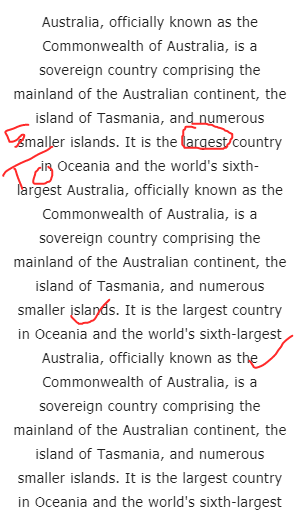 Australia, officially known as the
Commonwealth of Australia, is a
sovereign country comprising the
mainland of the Australian continent, the
island of Tasmania, and numerous
smaller islands. It is the largest country
in Oceania and the world's sixth-
largest Australia, officially known as the
Commonwealth of Australia, is a
sovereign country comprising the
mainland of the Australian continent, the
island of Tasmania, and numerous
smaller islands. It is the largest country
in Oceania and the world's sixth-largest
Australia, officially known as the
Commonwealth of Australia, is a
sovereign country comprising the
mainland of the Australian continent, the
island of Tasmania, and numerous
smaller islands. It is the largest country
in Oceania and the world's sixth-largest